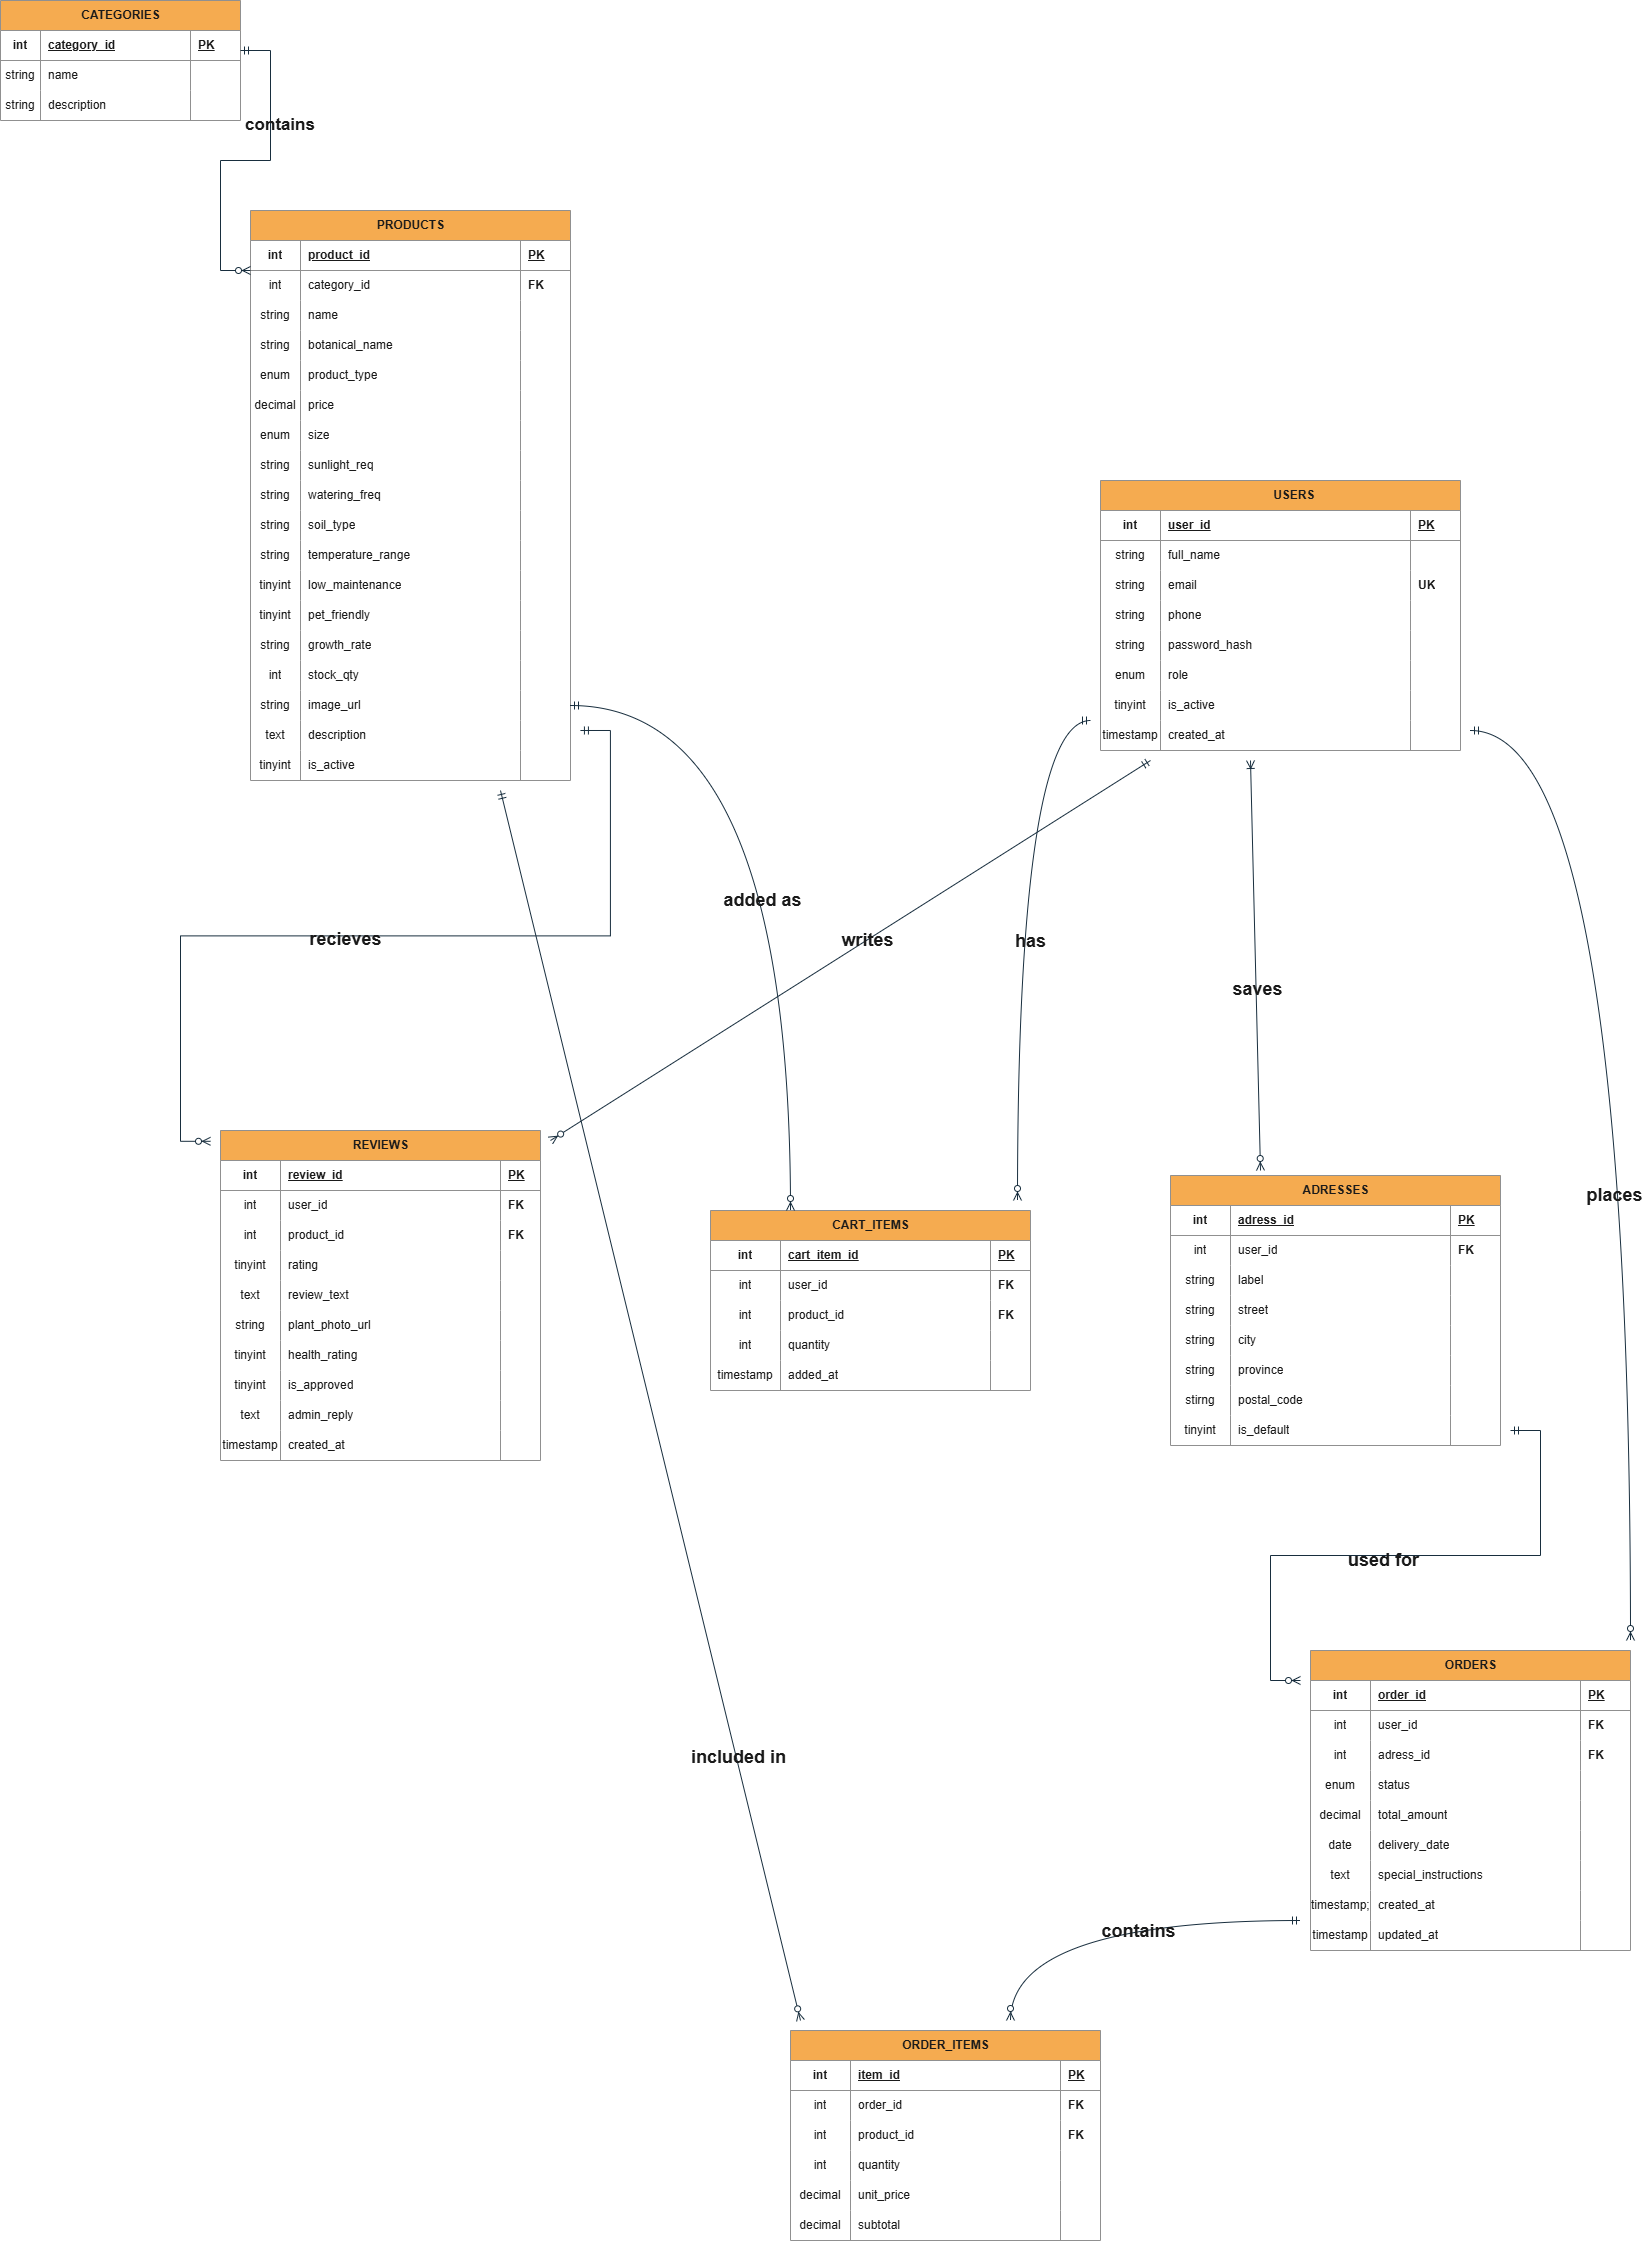 CATEGORIES
int category_id PK
string name
string description
contains
PRODUCTS
int product_id PK
int category_id FK
string name
string botanical_name
enum product_type
decimal price
enum size
string sunlight_req
string watering_freq
string soil_type
string temperature_range
tinyint low_maintenance
tinyint pet_friendly
string growth_rate
int stock_qty
string image_url
text description
tinyint is_active
USERS
int user_id PK
string full_name
string email UK
string phone
string password_hash
enum role
tinyint is_active
timestamp created_at
added as
recieves
writes
has
saves
places
REVIEWS
int review_id PK
int user_id FK
int product_id FK
tinyint rating
text review_text
string plant_photo_url
tinyint health_rating
tinyint is_approved
text admin_reply
timestamp created_at
CART_ITEMS
int cart_item_id PK
int user_id FK
int product_id FK
int quantity
timestamp added_at
ADRESSES
int adress_id PK
int user_id FK
string label
string street
string city
string province
stirng postal_code
tinyint is_default
used for
ORDERS
int order_id PK
int user_id FK
int adress_id FK
enum status
decimal total_amount
date delivery_date
text special_instructions
timestamp; created_at
timestamp updated_at
included in
contains
ORDER_ITEMS
int item_id PK
int order_id FK
int product_id FK
int quantity
decimal unit_price
decimal subtotal